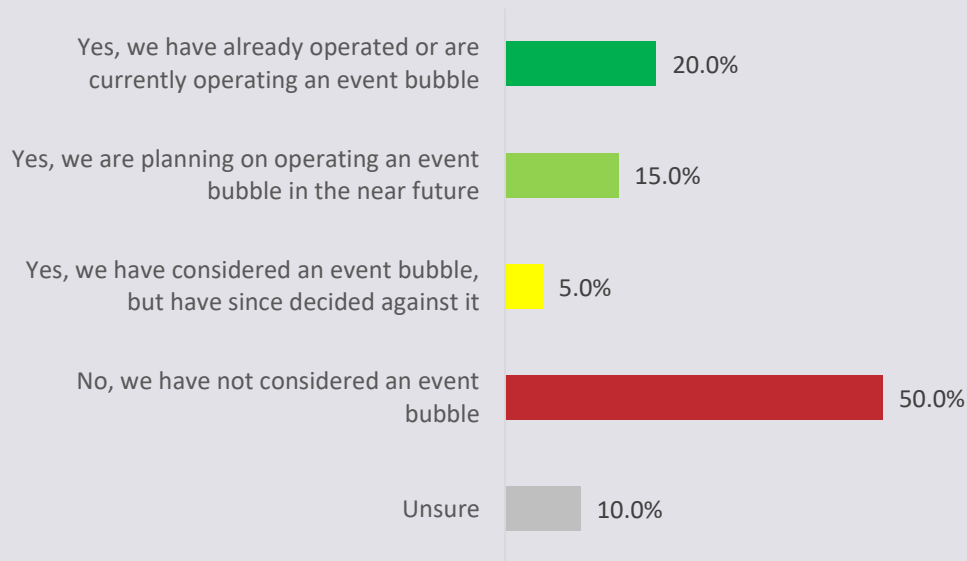 Yes, we have already operated or are
currently operating an event bubble
20.0%
Yes, we are planning on operating an event
bubble in the near future
15.0%
Yes, we have considered an event bubble,
but have since decided against it
5.0%
No, we have not considered an event
bubble
50.0%
Unsure
10.0%